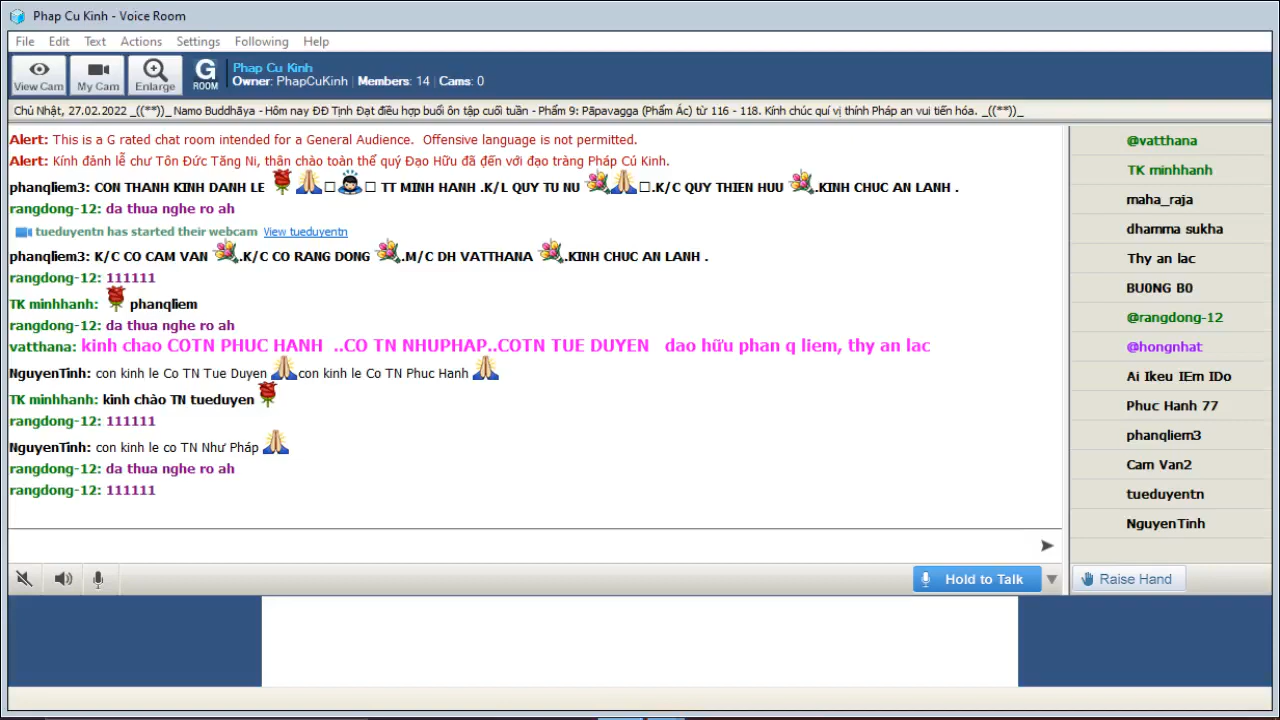 Phap Cu Kinh - Voice Room
File Edit Text Actions Settings Following Help
View Cam
My Cam
Enlarge
G
ROOM
Phap Cu Kinh
Owner: PhapCuKinh | Members: 14 | Cams: 0
Chủ Nhật, 27.02.2022 _((**))_ Namo Buddhāya - Hôm nay ĐĐ Tịnh Đạt điều hợp buổi ôn tập cuối tuần - Phẩm 9: Pāpavagga (Phẩm Ác) từ 116 - 118. Kính chúc quí vị thính Pháp an vui tiến hóa. _((**))_
Alert: This is a G rated chat room intended for a General Audience. Offensive language is not permitted.
Alert: Kính đảnh lễ chư Tôn Đức Tăng Ni, thân chào toàn thể quý Đạo Hữu đã đến với đạo tràng Pháp Cú Kinh.
phanqliem3: CON THANH KINH DANH LE TT MINH HANH .K/L QUY TU NU .K/C QUY THIEN HUU .KINH CHUC AN LANH .
rangdong-12: da thua nghe ro ah
tueduyentn has started their webcam View tueduyentn
phanqliem3: K/C CO CAM VAN .K/C CO RANG DONG .M/C DH VATTHANA .KINH CHUC AN LANH .
rangdong-12: 111111
TK minhhanh: phanqliem
rangdong-12: da thua nghe ro ah
vatthana: kinh chao COTN PHUC HANH ..CO TN NHUPHAP..COTN TUE DUYEN dao hữu phan q liem, thy an lac
NguyenTinh: con kinh le Co TN Tue Duyen con kinh le Co TN Phuc Hanh
TK minhhanh: kinh chào TN tueduyen
rangdong-12: 111111
NguyenTinh: con kinh le co TN Như Pháp
rangdong-12: da thua nghe ro ah
rangdong-12: 111111
@vatthana
TK minhhanh
maha_raja
dhamma sukha
Thy an lac
BU0NG B0
@rangdong-12
@hongnhat
Ai lkeu IEm IDo
Phuc Hanh 77
phanqliem3
Cam Van2
tueduyentn
NguyenTinh
Hold to Talk
Raise Hand